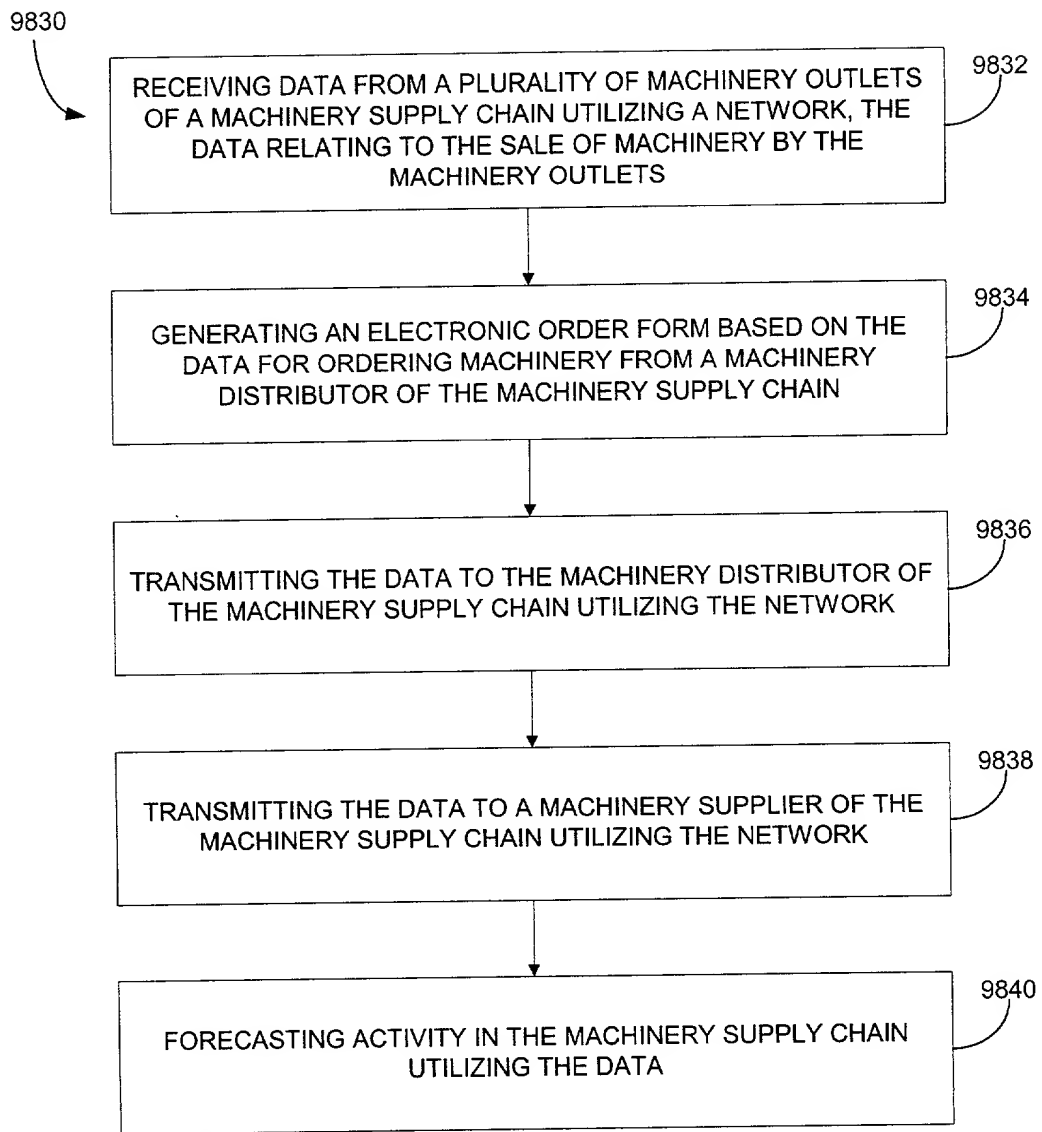 9830
RECEIVING DATA FROM A PLURALITY OF MACHINERY OUTLETS
OF A MACHINERY SUPPLY CHAIN UTILIZING A NETWORK, THE
DATA RELATING TO THE SALE OF MACHINERY BY THE
MACHINERY OUTLETS
9832
GENERATING AN ELECTRONIC ORDER FORM BASED ON THE
DATA FOR ORDERING MACHINERY FROM A MACHINERY
DISTRIBUTOR OF THE MACHINERY SUPPLY CHAIN
9834
TRANSMITTING THE DATA TO THE MACHINERY DISTRIBUTOR OF
THE MACHINERY SUPPLY CHAIN UTILIZING THE NETWORK
9836
TRANSMITTING THE DATA TO A MACHINERY SUPPLIER OF THE
MACHINERY SUPPLY CHAIN UTILIZING THE NETWORK
9838
FORECASTING ACTIVITY IN THE MACHINERY SUPPLY CHAIN
UTILIZING THE DATA
9840